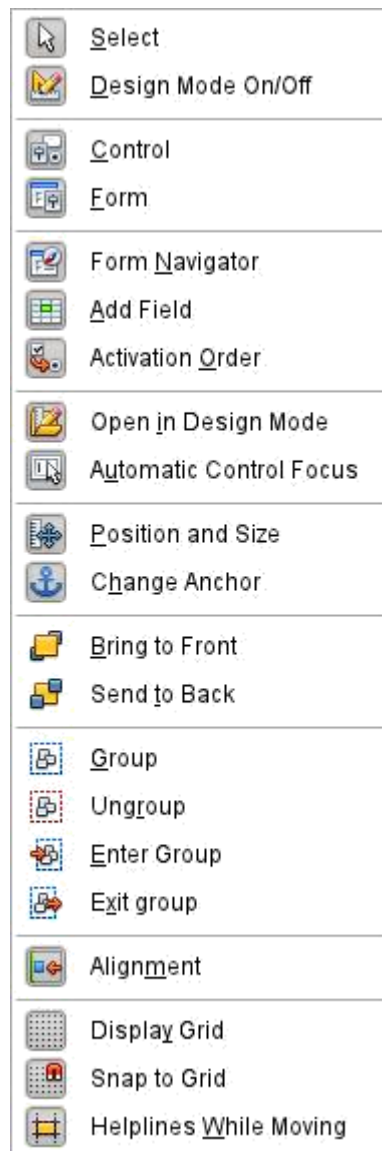 Select
Design Mode On/Off
Control
Form
Form Navigator
Add Field
Activation Order
Open in Design Mode
Automatic Control Focus
Position and Size
Change Anchor
Bring to Front
Send to Back
Group
Ungroup
Enter Group
Exit group
Alignment
Display Grid
Snap to Grid
Helplines While Moving